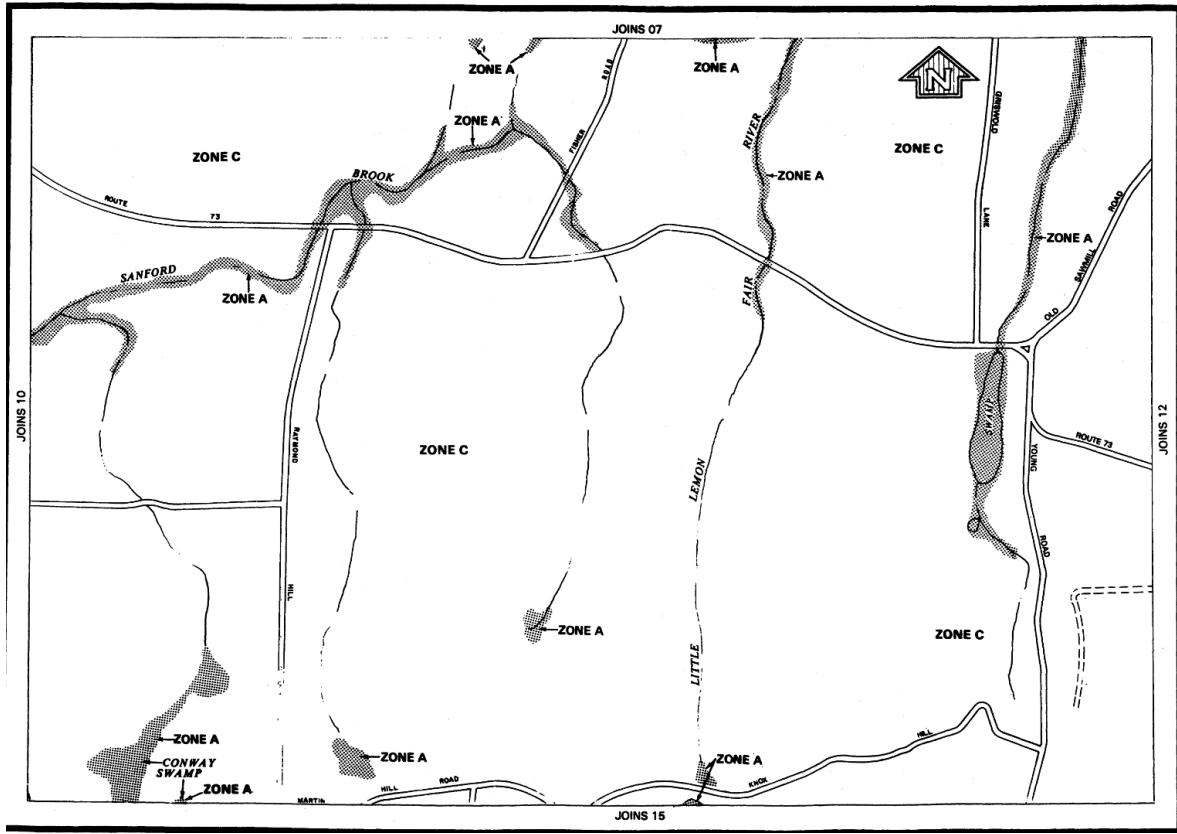 JOINS 07
ZONE A
ZONE A
N
ZONE A
ROAD
FISHER
RIVER
GRISWOLD
ZONE C
BROOK
ZONE C
ZONE A
LANE
ROUTE
73
ROAD
SAWMILL
OLD
ZONE A
SANFORD
ZONE A
FAIR
JOINS 10
RAYMOND
ZONE C
SWAMP
JOINS 12
ROUTE 73
YOUNG
LEMON
ROAD
HILL
ZONE A
ZONE C
LITTLE
ZONE A
CONWAY
SWAMP
ZONE A
ZONE A
ZONE A
HILL
KNOX
ROAD
HILL
MARTIN
JOINS 15